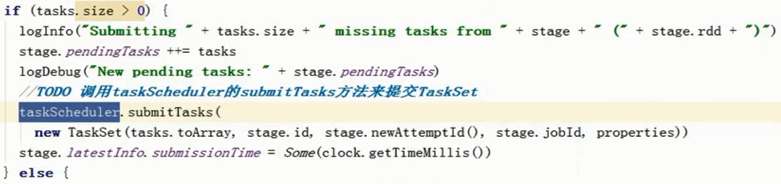 if (tasks.size > 0) {
logInfo("Submitting " + tasks.size + " missing tasks from " + stage + " (" + stage.rdd + ")")
stage.pendingTasks ++= tasks
logDebug("New pending tasks: " + stage.pendingTasks)
//TODO 调用taskScheduler的submitTasks方法来提交TaskSet
taskScheduler.submitTasks(
new TaskSet(tasks.toArray, stage.id, stage.newAttemptId(), stage.jobId, properties))
stage.latestInfo.submissionTime = Some(clock.getTimeMillis())
} else {